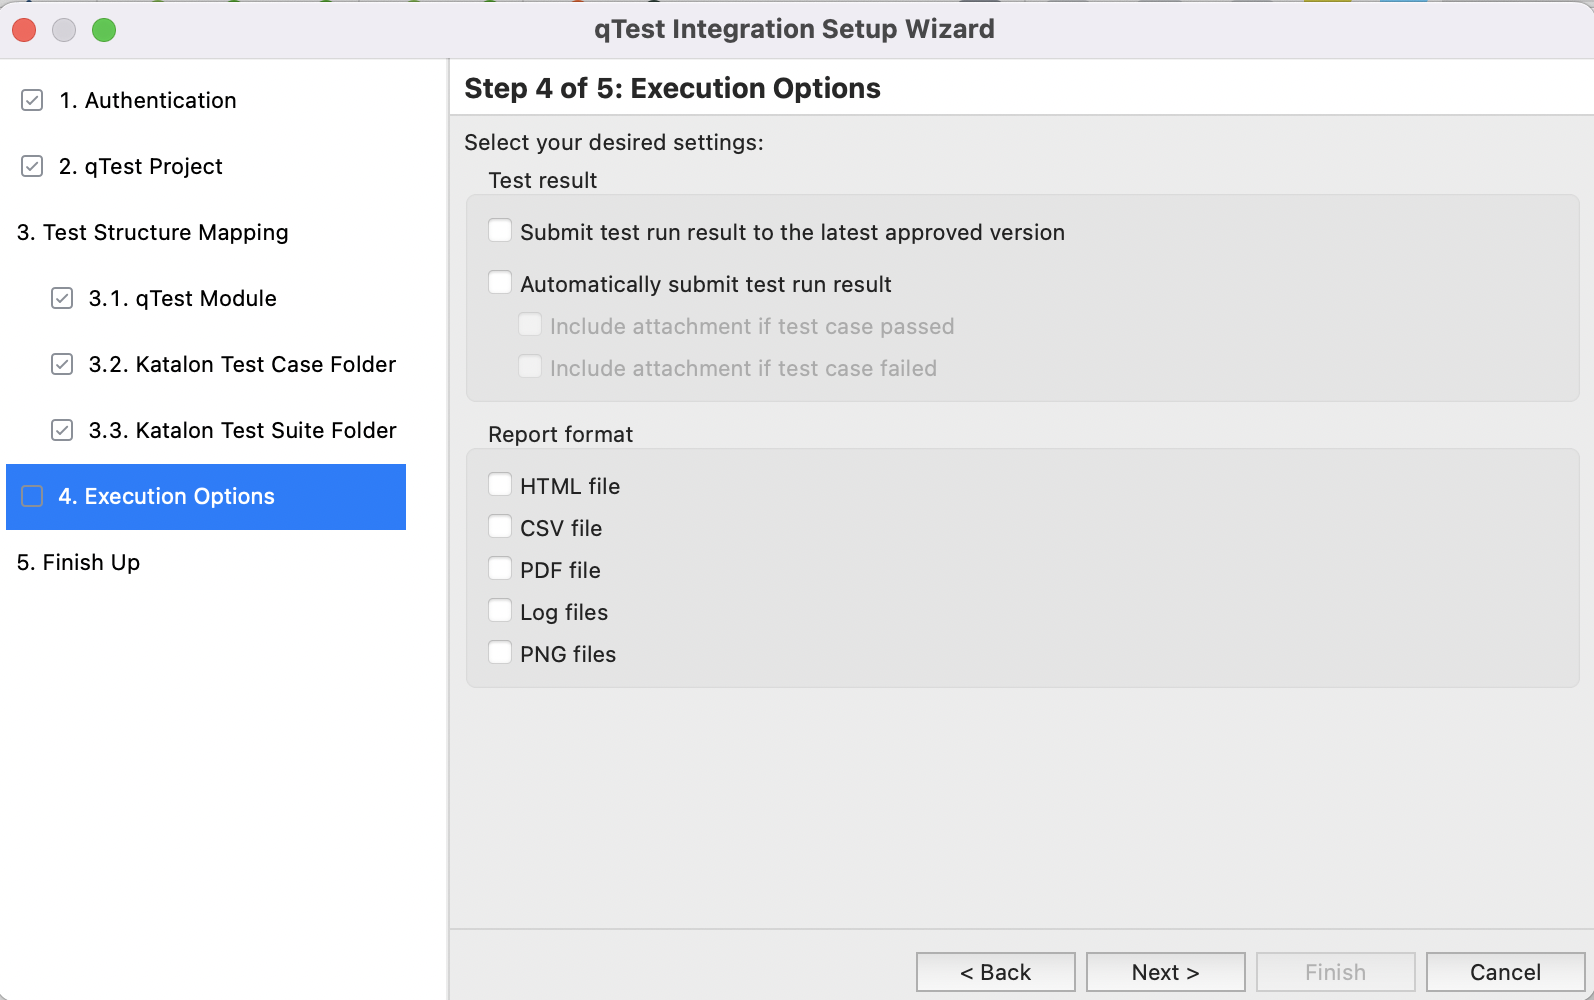 qTest Integration Setup Wizard
1. Authentication
2. qTest Project
3. Test Structure Mapping
3.1. qTest Module
3.2. Katalon Test Case Folder
3.3. Katalon Test Suite Folder
4. Execution Options
5. Finish Up
Step 4 of 5: Execution Options
Select your desired settings:
Test result
Submit test run result to the latest approved version
Automatically submit test run result
Include attachment if test case passed
Include attachment if test case failed
Report format
HTML file
CSV file
PDF file
Log files
PNG files
< Back
Next >
Finish
Cancel